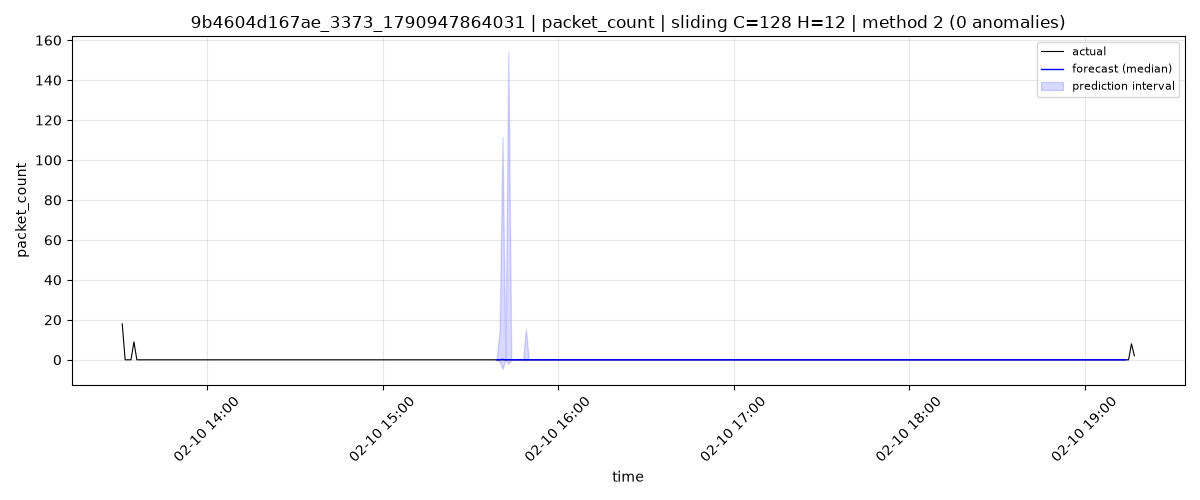 9b4604d167ae_3373_1790947864031 | packet_count | sliding C=128 H=12 | method 2 (0 anomalies)
actual
forecast (median)
prediction interval
packet_count
160
140
120
100
80
60
40
20
0
02-10 14:00
02-10 15:00
02-10 16:00
02-10 17:00
02-10 18:00
02-10 19:00
time